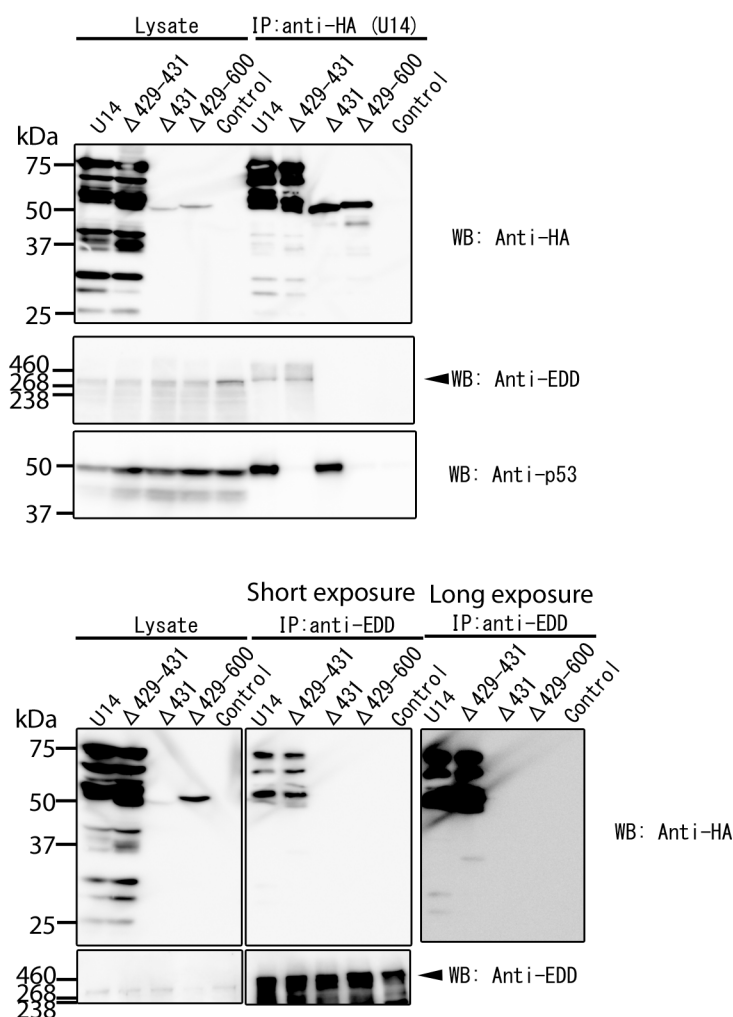 Lysate IP:anti-HA (U14)
U14 Δ429-431 Δ431 Δ429-600 Control U14 Δ429-431 Δ431 Δ429-600 Control
kDa
75
50
37
25
WB: Anti-HA
460
268
238
WB: Anti-EDD
50
37
WB: Anti-p53
Short exposure Long exposure
Lysate IP:anti-EDD IP:anti-EDD
U14 Δ429-431 Δ431 Δ429-600 Control U14 Δ429-431 Δ431 Δ429-600 Control U14 Δ429-431 Δ431 Δ429-600 Control
kDa
75
50
37
25
WB: Anti-HA
460
268
238
WB: Anti-EDD